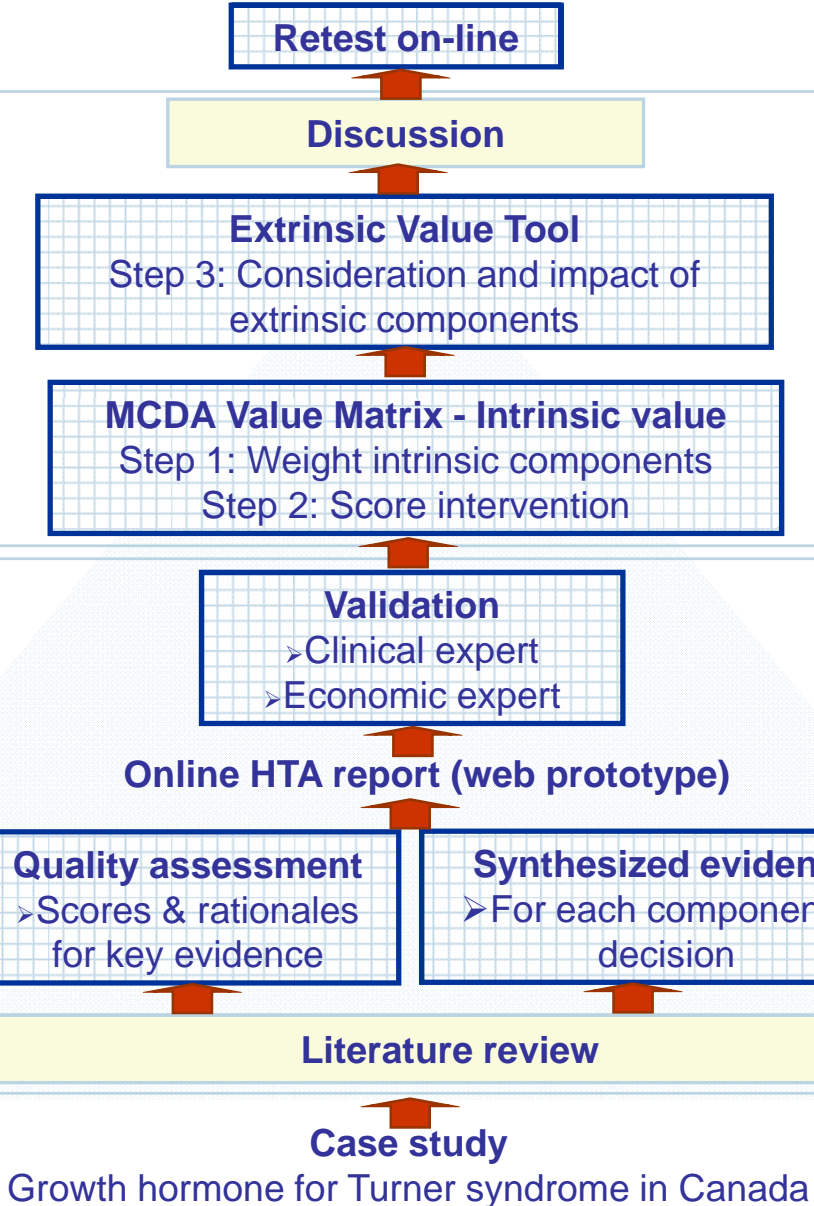 Retest on-line
Discussion
Extrinsic Value Tool
Step 3: Consideration and impact of
extrinsic components
MCDA Value Matrix - Intrinsic value
Step 1: Weight intrinsic components
Step 2: Score intervention
Validation
➢Clinical expert
➢Economic expert
Online HTA report (web prototype)
Quality assessment
➢Scores & rationales
for key evidence
Synthesized
➢For each
decision
Literature review
Case study
Growth hormone for Turner syndrome in Canada